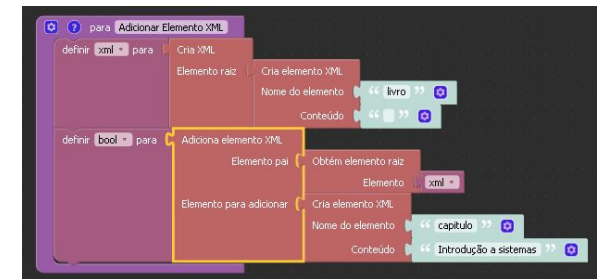 para Adicionar Elemento XML
definir xml para Cria XML
Elemento raiz Cria elemento XML
Nome do elemento “ livro ”
Conteúdo “ ”
definir bool para Adiciona elemento XML
Elemento pai Obtém elemento raiz
Elemento xml
Elemento para adicionar Cria elemento XML
Nome do elemento “ capitulo ”
Conteúdo “ Introdução a sistemas ”